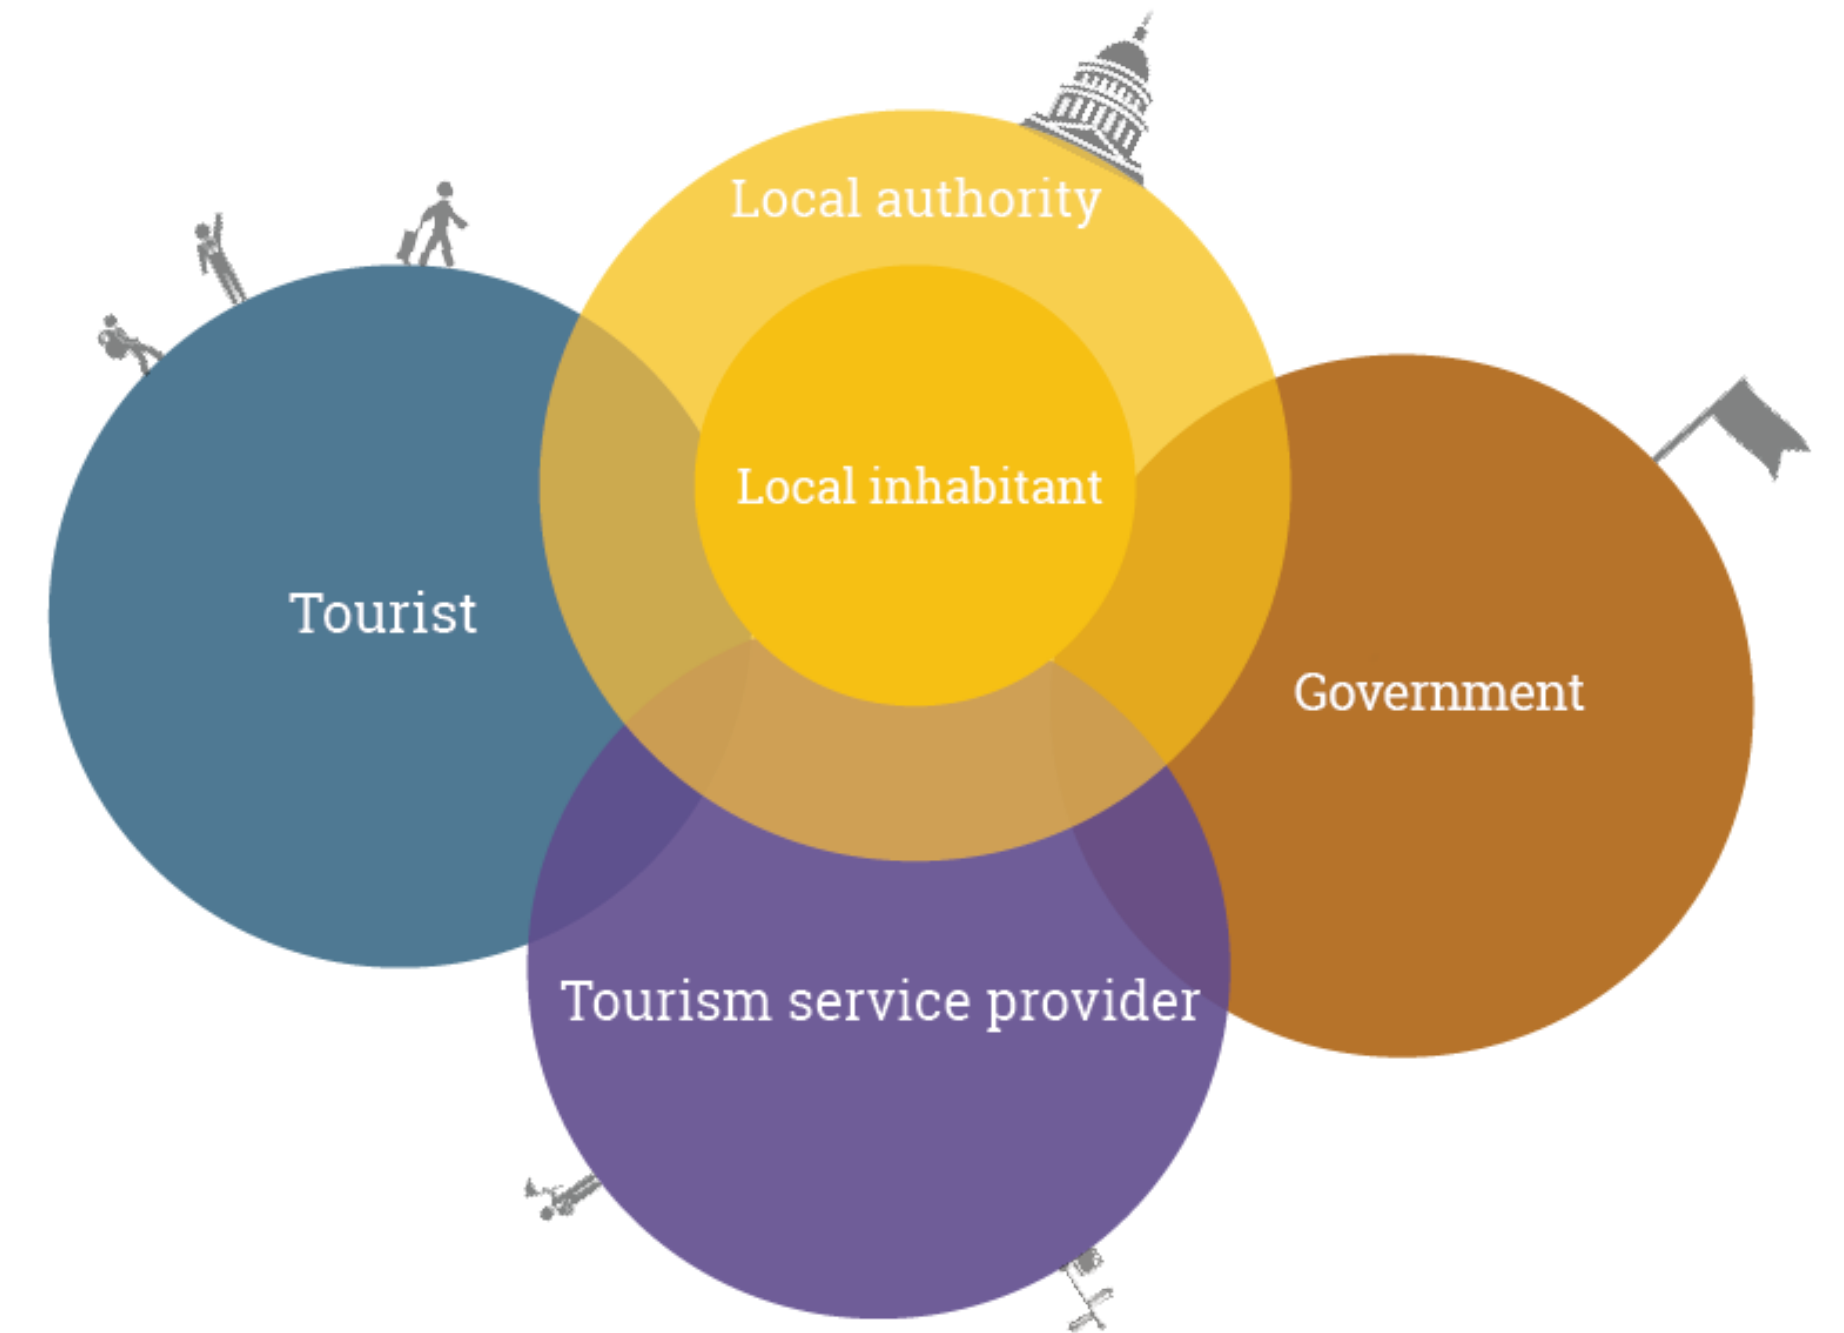 Local authority
Local inhabitant
Tourist
Government
Tourism service provider